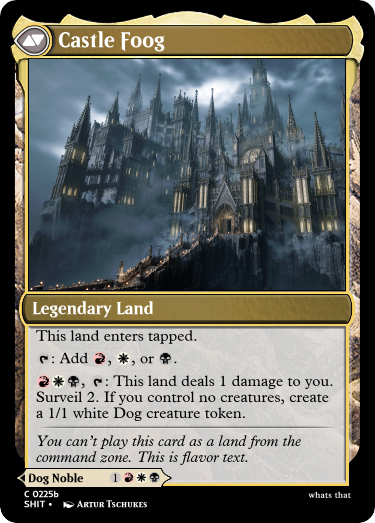 Castle Foog
Legendary Land
This land enters tapped.
: Add , , or .
, : This land deals 1 damage to you.
Surveil 2. If you control no creatures, create
a 1/1 white Dog creature token.
You can't play this card as a land from the
command zone. This is flavor text.
Dog Noble 1
C 0225b
SHIT • Artur Tschukes
whats that